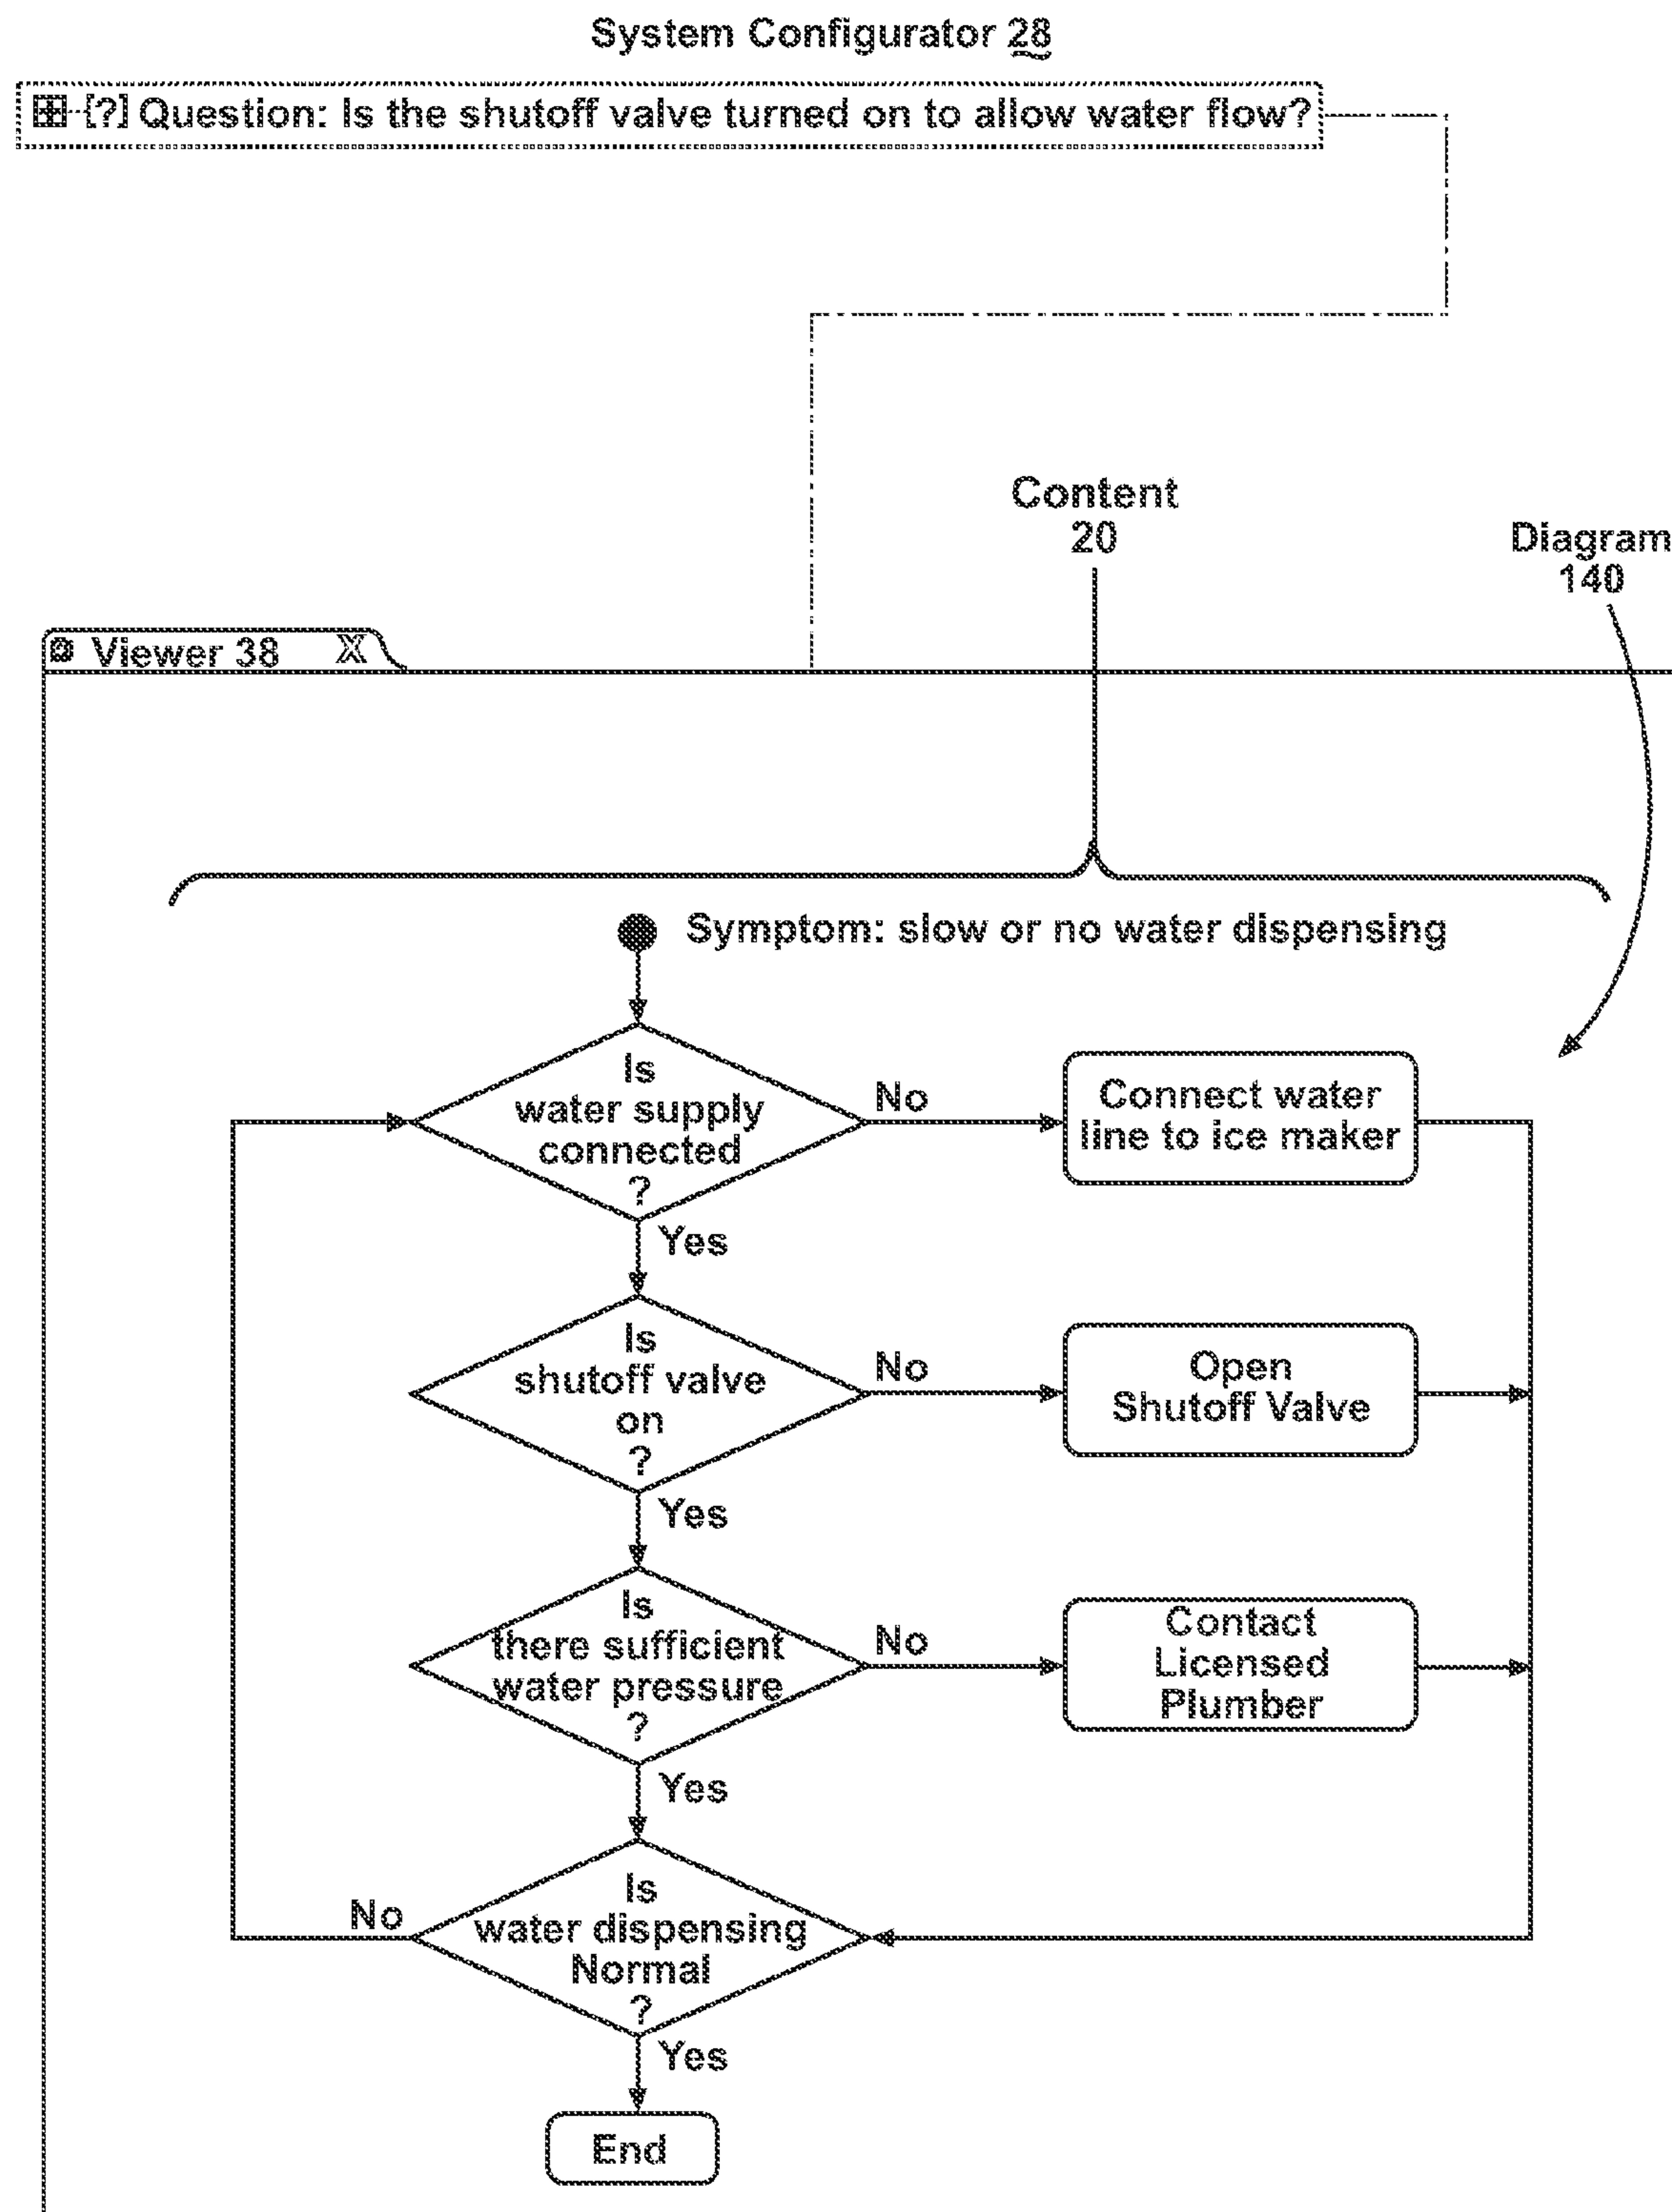 System Configurator 28
[?] Question: Is the shutoff valve turned on to allow water flow?
Content
20
Diagram
140
Viewer 38 X
Symptom: slow or no water dispensing
Is
water supply
connected
?
No
Connect water
line to ice maker
Yes
Is
shutoff valve
on
?
No
Open
Shutoff Valve
Yes
Is
there sufficient
water pressure
?
No
Contact
Licensed
Plumber
Yes
Is
water dispensing
Normal
?
No
Yes
End